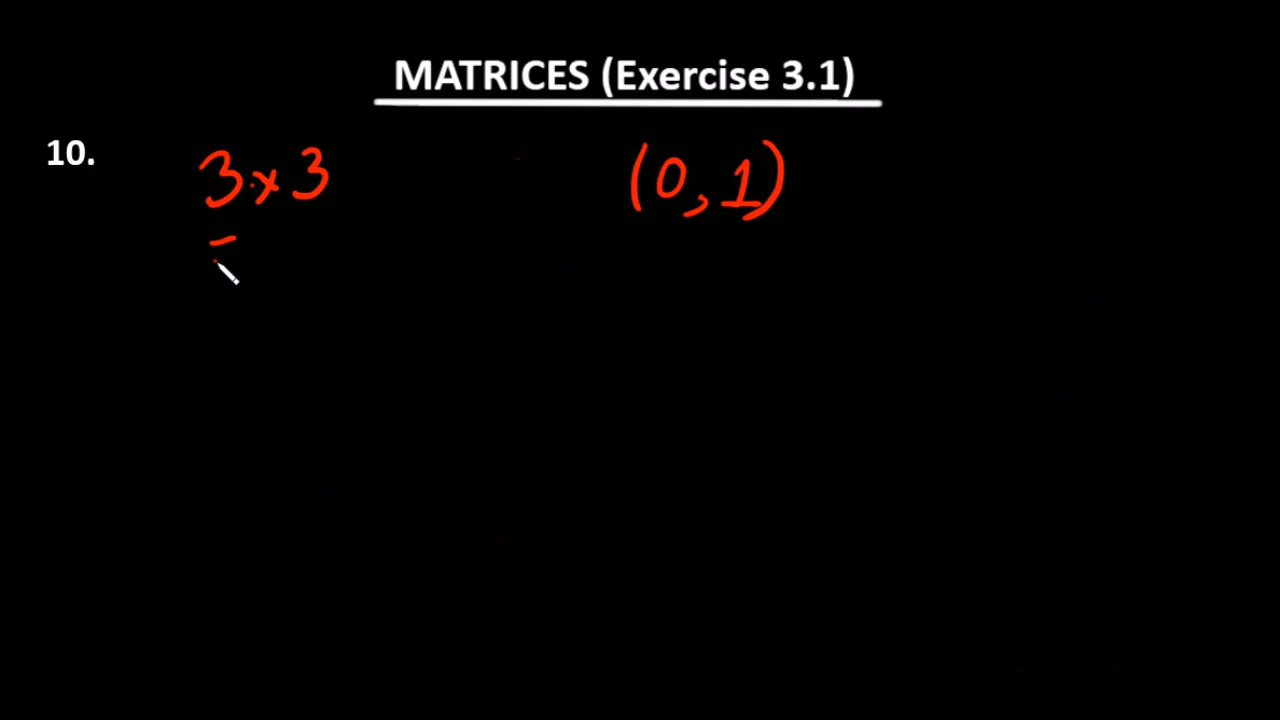 MATRICES (Exercise 3.1)
10. 3 x 3 (0, 1)